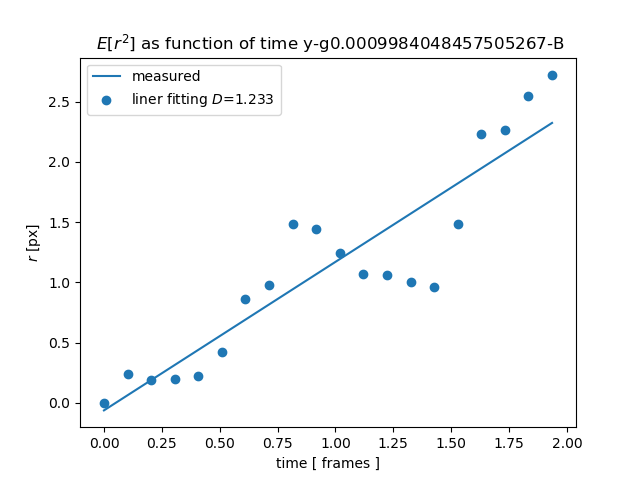 E[r²] as function of time y-g0.0009984048457505267-B
measured
liner fitting D=1.233
r [px]
2.5
2.0
1.5
1.0
0.5
0.0
0.00 0.25 0.50 0.75 1.00 1.25 1.50 1.75 2.00
time [ frames ]